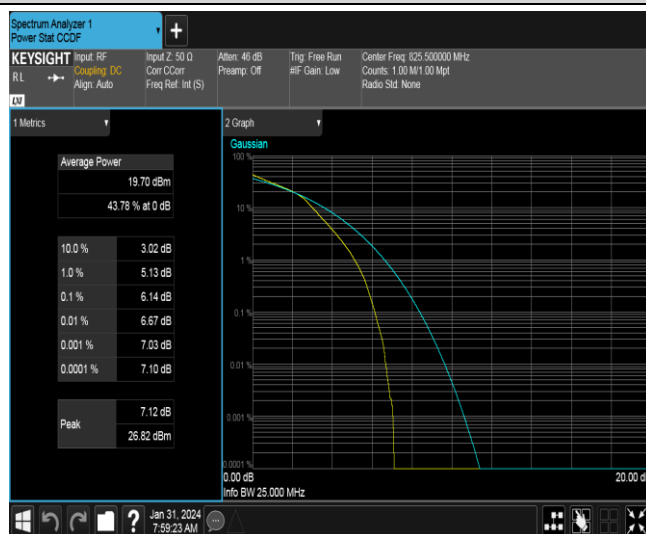 Spectrum Analyzer 1
Power Stat CCDF
KEYSIGHT
RL
LXI
Input: RF
Coupling: DC
Align: Auto
Input Z: 50 Ω
Corr CCorr
Freq Ref: Int (S)
Atten: 46 dB
Preamp: Off
Trig: Free Run
#IF Gain: Low
Center Freq: 825.500000 MHz
Counts: 1.00 M/1.00 Mpt
Radio Std: None
1 Metrics
Average Power
19.70 dBm
43.78 % at 0 dB
10.0 % 3.02 dB
1.0 % 5.13 dB
0.1 % 6.14 dB
0.01 % 6.67 dB
0.001 % 7.03 dB
0.0001 % 7.10 dB
Peak
7.12 dB
26.82 dBm
2 Graph
Gaussian
100 %
10 %
1 %
0.1 %
0.01 %
0.001 %
0.0001 %
0.00 dB
20.00 d
Info BW 25.000 MHz
Jan 31, 2024
7:59:23 AM